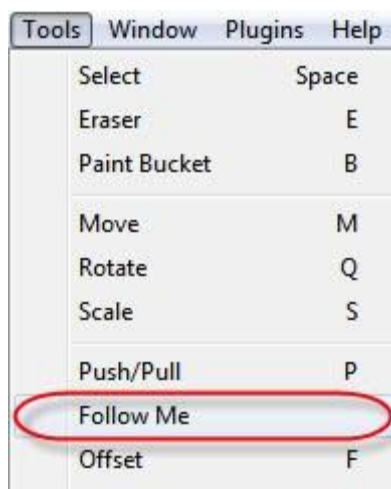 Tools Window Plugins Help
Select Space
Eraser E
Paint Bucket B
Move M
Rotate Q
Scale S
Push/Pull P
Follow Me
Offset F